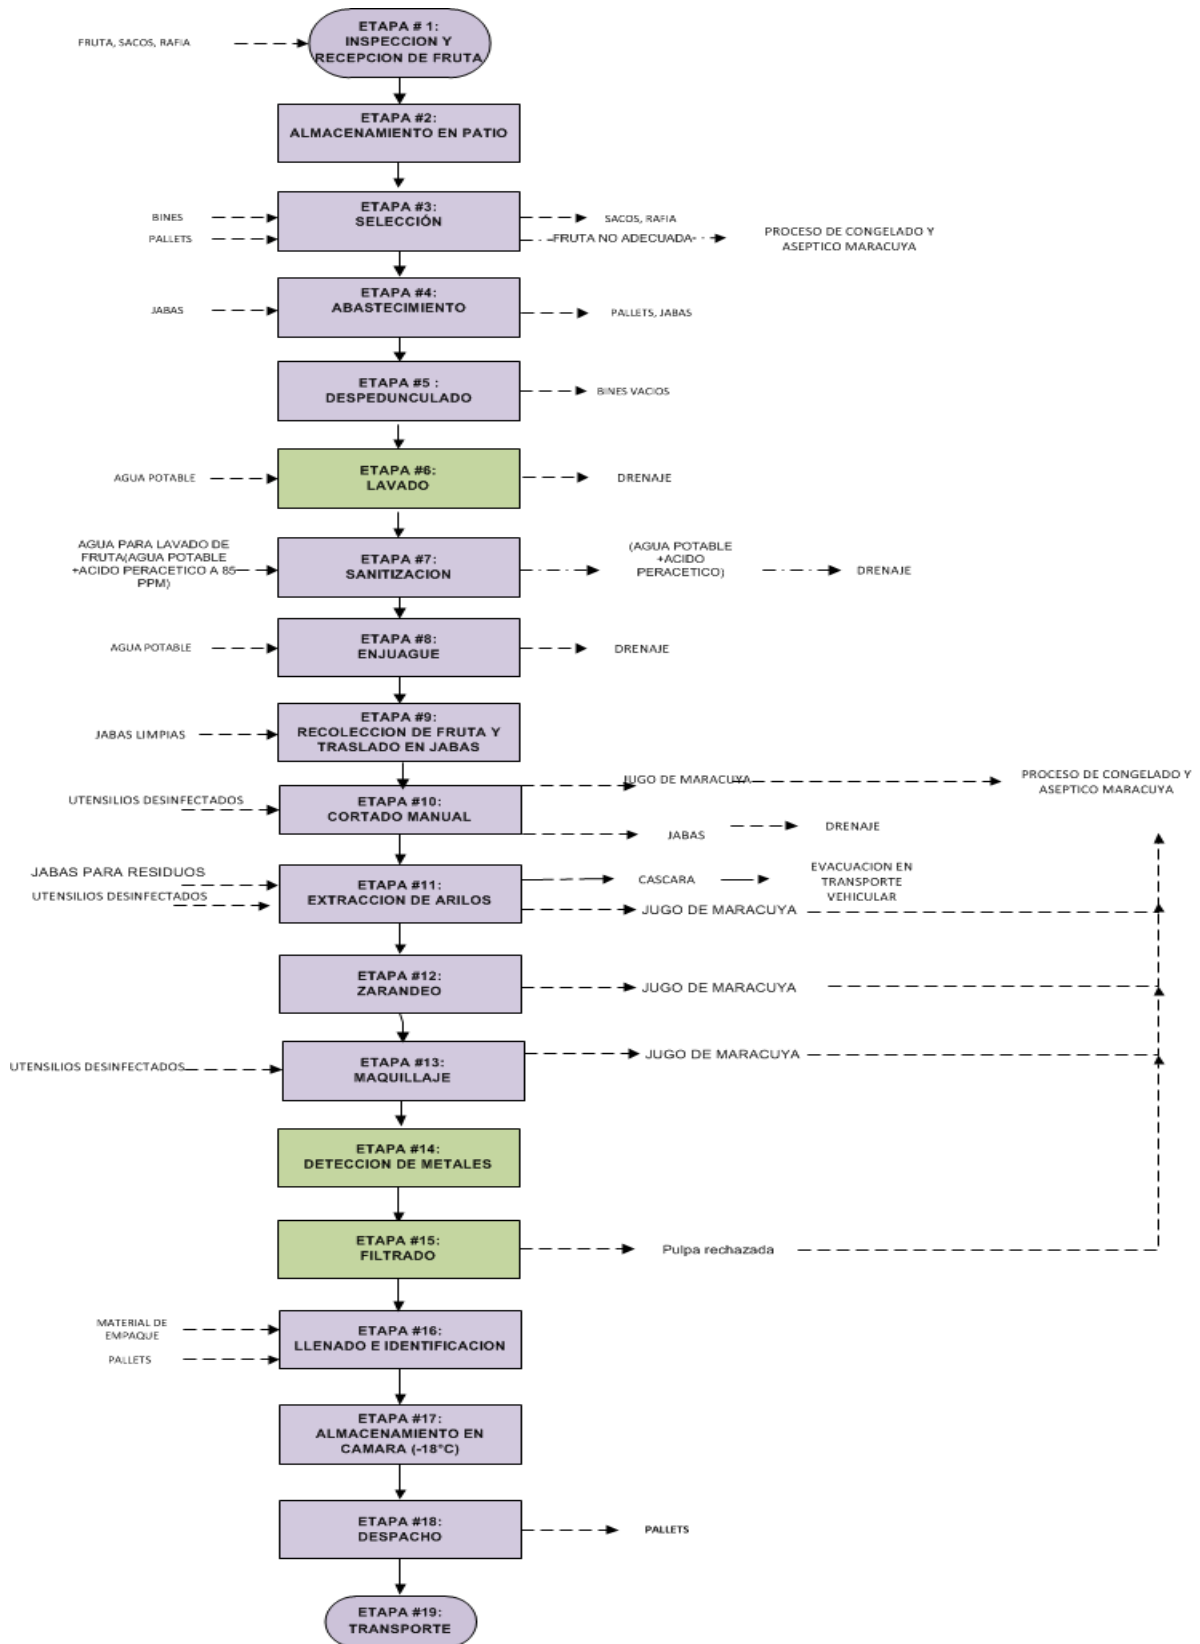 ETAPA # 1:
INSPECCION Y
RECEPCION DE FRUTA
FRUTA, SACOS, RAFIA
ETAPA #2:
ALMACENAMIENTO EN PATIO
ETAPA #3:
SELECCIÓN
BINES
PALLETS
SACOS, RAFIA
FRUTA NO ADECUADA
PROCESO DE CONGELADO Y
ASEPTICO MARACUYA
ETAPA #4:
ABASTECIMIENTO
JABAS
PALLETS, JABAS
ETAPA #5 :
DESPEDUNCULADO
BINES VACIOS
ETAPA #6:
LAVADO
AGUA POTABLE
DRENAJE
AGUA PARA LAVADO DE
FRUTA(AGUA POTABLE
+ACIDO PERACETICO A 85
PPM)
ETAPA #7:
SANITIZACION
(AGUA POTABLE
+ACIDO
PERACETICO)
DRENAJE
ETAPA #8:
ENJUAGUE
AGUA POTABLE
DRENAJE
ETAPA #9:
RECOLECCION DE FRUTA Y
TRASLADO EN JABAS
JABAS LIMPIAS
ETAPA #10:
CORTADO MANUAL
UTENSILIOS DESINFECTADOS
JUGO DE MARACUYA
PROCESO DE CONGELADO Y
ASEPTICO MARACUYA
JABAS
DRENAJE
JABAS PARA RESIDUOS
UTENSILIOS DESINFECTADOS
ETAPA #11:
EXTRACCION DE ARILOS
CASCARA
EVACUACION EN
TRANSPORTE
VEHICULAR
JUGO DE MARACUYA
ETAPA #12:
ZARANDEO
JUGO DE MARACUYA
ETAPA #13:
MAQUILLAJE
UTENSILIOS DESINFECTADOS
JUGO DE MARACUYA
ETAPA #14:
DETECCION DE METALES
ETAPA #15:
FILTRADO
Pulpa rechazada
MATERIAL DE
EMPAQUE
PALLETS
ETAPA #16:
LLENADO E IDENTIFICACION
ETAPA #17:
ALMACENAMIENTO EN
CAMARA (-18°C)
ETAPA #18:
DESPACHO
PALLETS
ETAPA #19:
TRANSPORTE